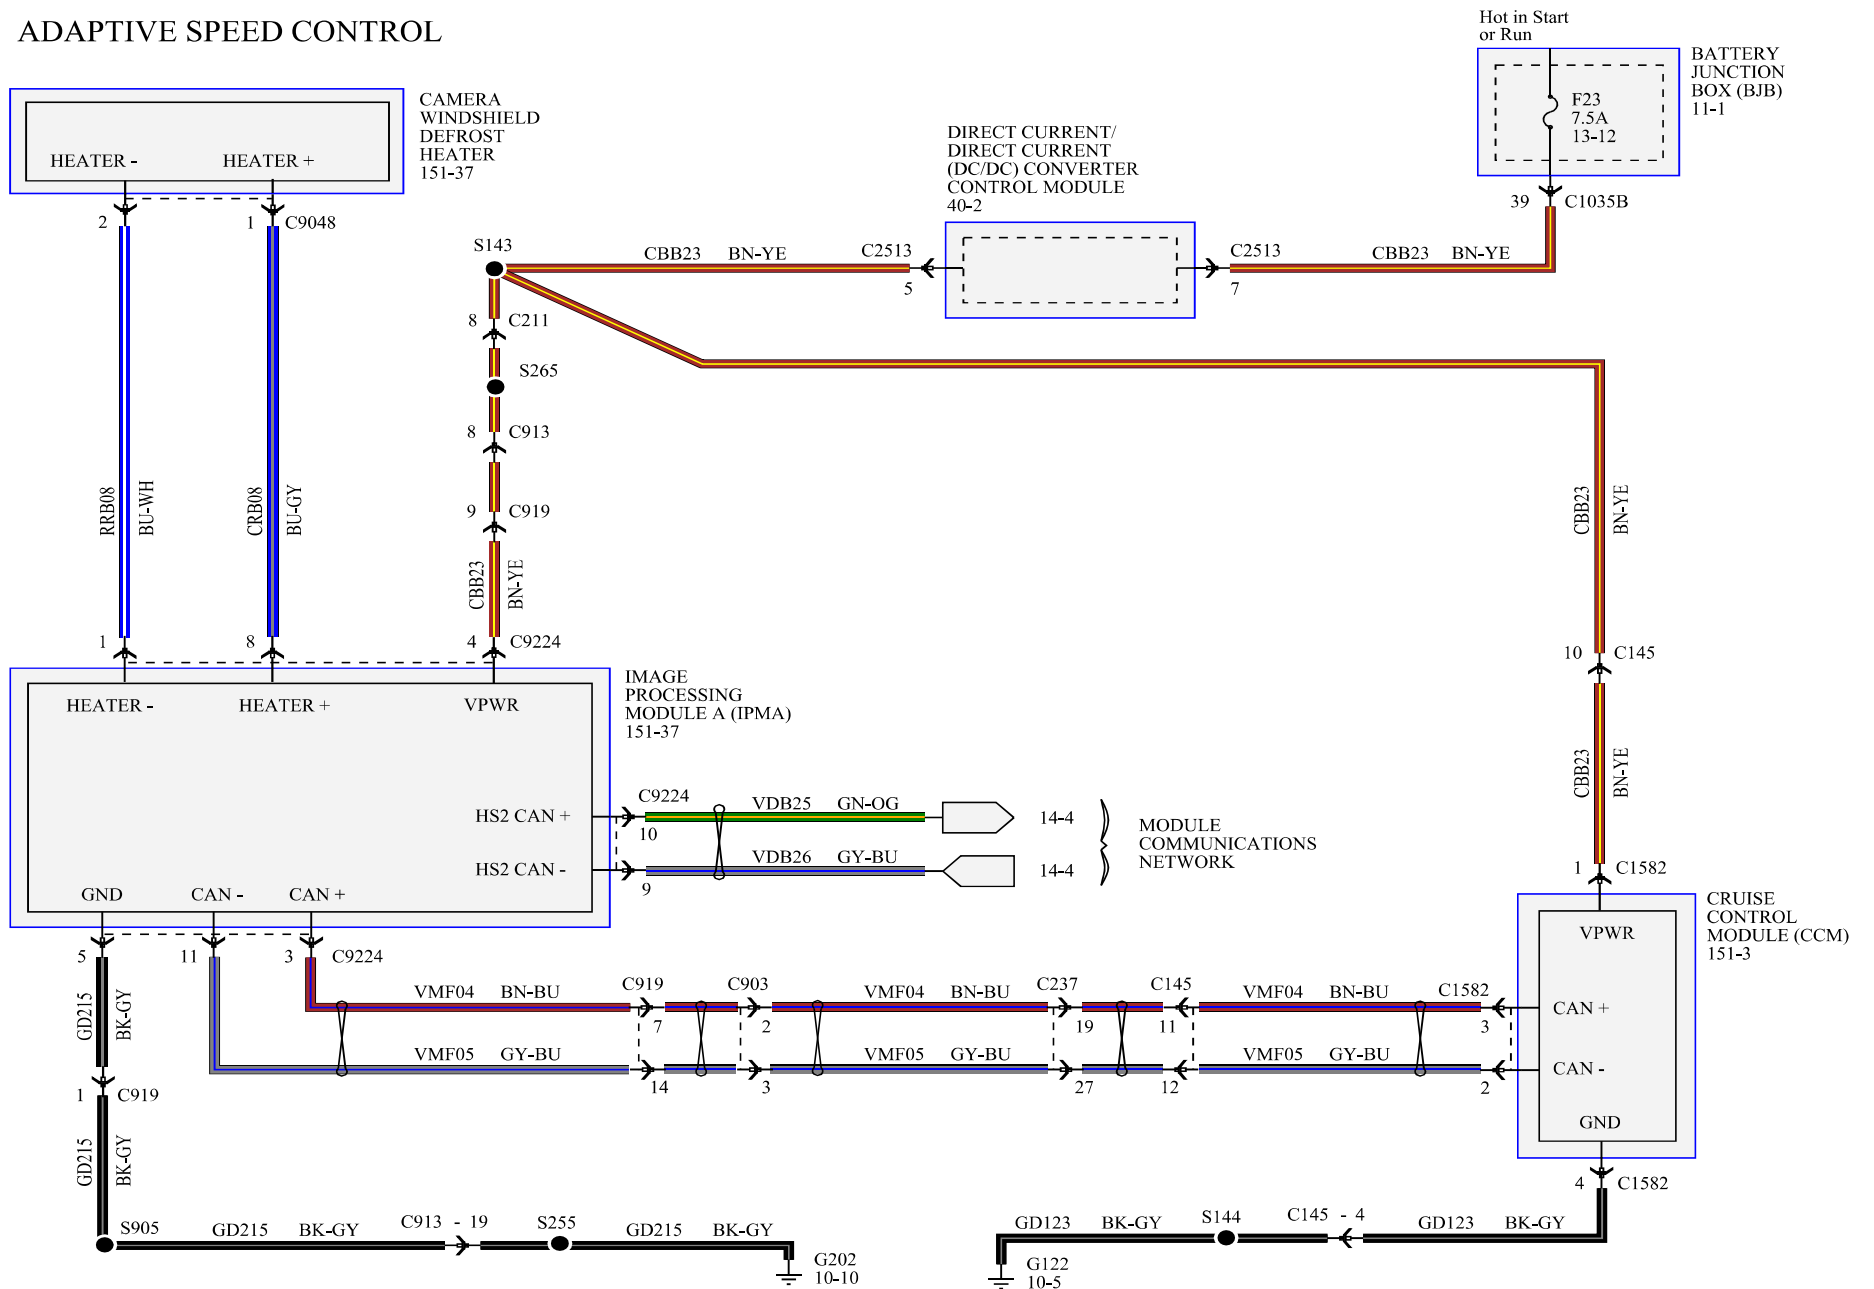 ADAPTIVE SPEED CONTROL
Hot in Start
or Run
BATTERY
JUNCTION
BOX (BJB)
11-1
F23
7.5A
13-12
39
C1035B
CAMERA
WINDSHIELD
DEFROST
HEATER
151-37
HEATER -
HEATER +
2
1
C9048
DIRECT CURRENT/
DIRECT CURRENT
(DC/DC) CONVERTER
CONTROL MODULE
40-2
S143
CBB23
BN-YE
C2513
5
C2513
7
CBB23
BN-YE
8
C211
S265
8
C913
9
C919
CBB23
BN-YE
4
C9224
RRB08
BU-WH
CRB08
BU-GY
1
8
CBB23
BN-YE
10
C145
CBB23
BN-YE
1
C1582
HEATER -
HEATER +
VPWR
IMAGE
PROCESSING
MODULE A (IPMA)
151-37
HS2 CAN +
HS2 CAN -
C9224
10
VDB25
GN-OG
14-4
9
VDB26
GY-BU
14-4
MODULE
COMMUNICATIONS
NETWORK
GND
CAN -
CAN +
5
11
3
C9224
CRUISE
CONTROL
MODULE (CCM)
151-3
VPWR
CAN +
CAN -
GND
VMF04
BN-BU
C919
7
C903
2
VMF04
BN-BU
C237
19
C145
11
VMF04
BN-BU
C1582
3
VMF05
GY-BU
14
3
VMF05
GY-BU
27
12
VMF05
GY-BU
2
GD215
BK-GY
1
C919
GD215
BK-GY
S905
GD215
BK-GY
C913 - 19
S255
GD215
BK-GY
G202
10-10
4
C1582
GD123
BK-GY
S144
C145 - 4
GD123
BK-GY
G122
10-5